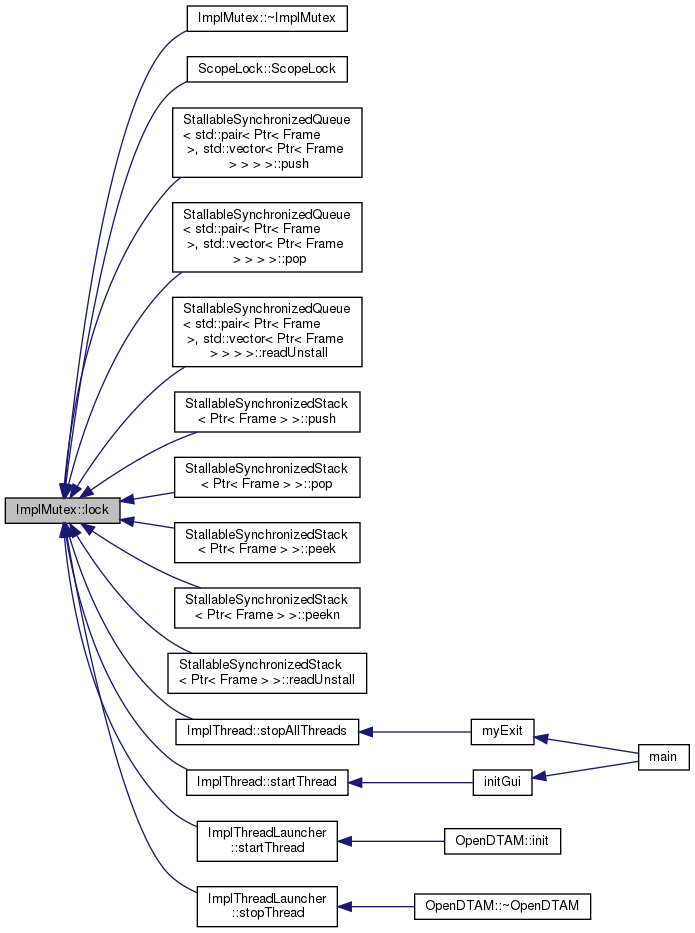 ImplMutex::~ImplMutex
ScopeLock::ScopeLock
StallableSynchronizedQueue
< std::pair< Ptr< Frame
>, std::vector< Ptr< Frame
> > > >::push
StallableSynchronizedQueue
< std::pair< Ptr< Frame
>, std::vector< Ptr< Frame
> > > >::pop
StallableSynchronizedQueue
< std::pair< Ptr< Frame
>, std::vector< Ptr< Frame
> > > >::readUnstall
StallableSynchronizedStack
< Ptr< Frame > >::push
StallableSynchronizedStack
< Ptr< Frame > >::pop
ImplMutex::lock
StallableSynchronizedStack
< Ptr< Frame > >::peek
StallableSynchronizedStack
< Ptr< Frame > >::peekn
StallableSynchronizedStack
< Ptr< Frame > >::readUnstall
ImplThread::stopAllThreads
myExit
main
ImplThread::startThread
initGui
ImplThreadLauncher
::startThread
OpenDTAM::init
ImplThreadLauncher
::stopThread
OpenDTAM::~OpenDTAM